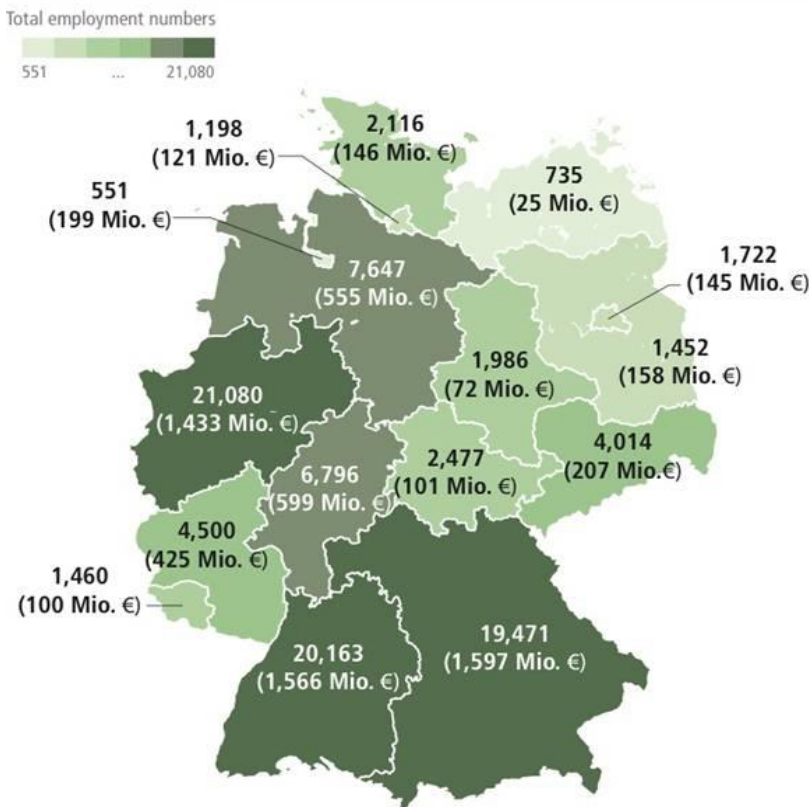 Total employment numbers
551 ... 21,080
2,116
(146 Mio. €)
1,198
(121 Mio. €)
735
(25 Mio. €)
551
(199 Mio. €)
7,647
(555 Mio. €)
1,722
(145 Mio. €)
1,986
(72 Mio. €)
1,452
(158 Mio. €)
21,080
(1,433 Mio. €)
4,014
(207 Mio.€)
2,477
(101 Mio. €)
6,796
(599 Mio. €)
4,500
(425 Mio. €)
1,460
(100 Mio. €)
19,471
(1,597 Mio. €)
20,163
(1,566 Mio. €)